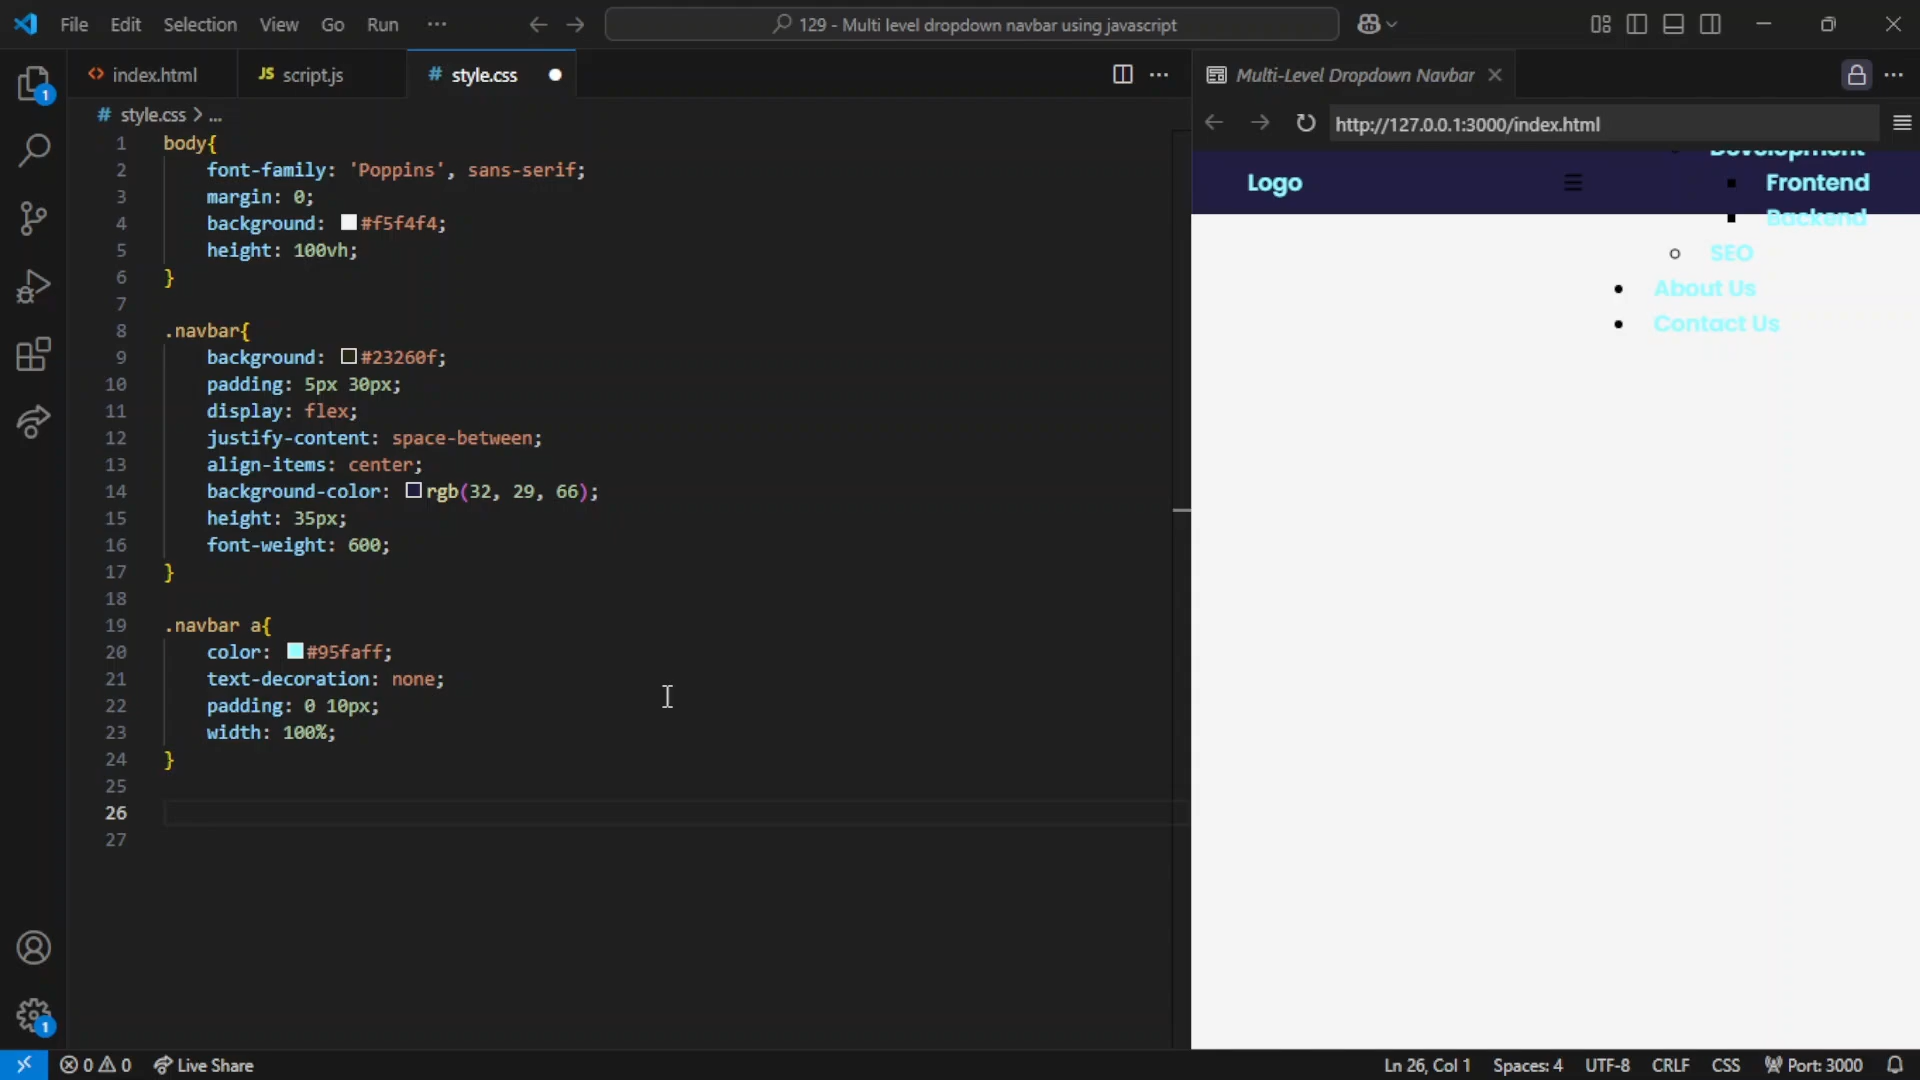 File Edit Selection View Go Run ··· 129 - Multi level dropdown navbar using javascript
index.html JS script.js # style.css
# style.css > ...
1 body{
2 font-family: 'Poppins', sans-serif;
3 margin: 0;
4 background: #f5f4f4;
5 height: 100vh;
6 }
7
8 .navbar{
9 background: #23260f;
10 padding: 5px 30px;
11 display: flex;
12 justify-content: space-between;
13 align-items: center;
14 background-color: rgb(32, 29, 66);
15 height: 35px;
16 font-weight: 600;
17 }
18
19 .navbar a{
20 color: #95faff;
21 text-decoration: none;
22 padding: 0 10px;
23 width: 100%;
24 }
25
26
27
Multi-Level Dropdown Navbar
http://127.0.0.1:3000/index.html
Development
Logo
Frontend
Backend
SEO
About Us
Contact Us
1
1
0 0 Live Share
Ln 26, Col 1 Spaces: 4 UTF-8 CRLF CSS Port: 3000